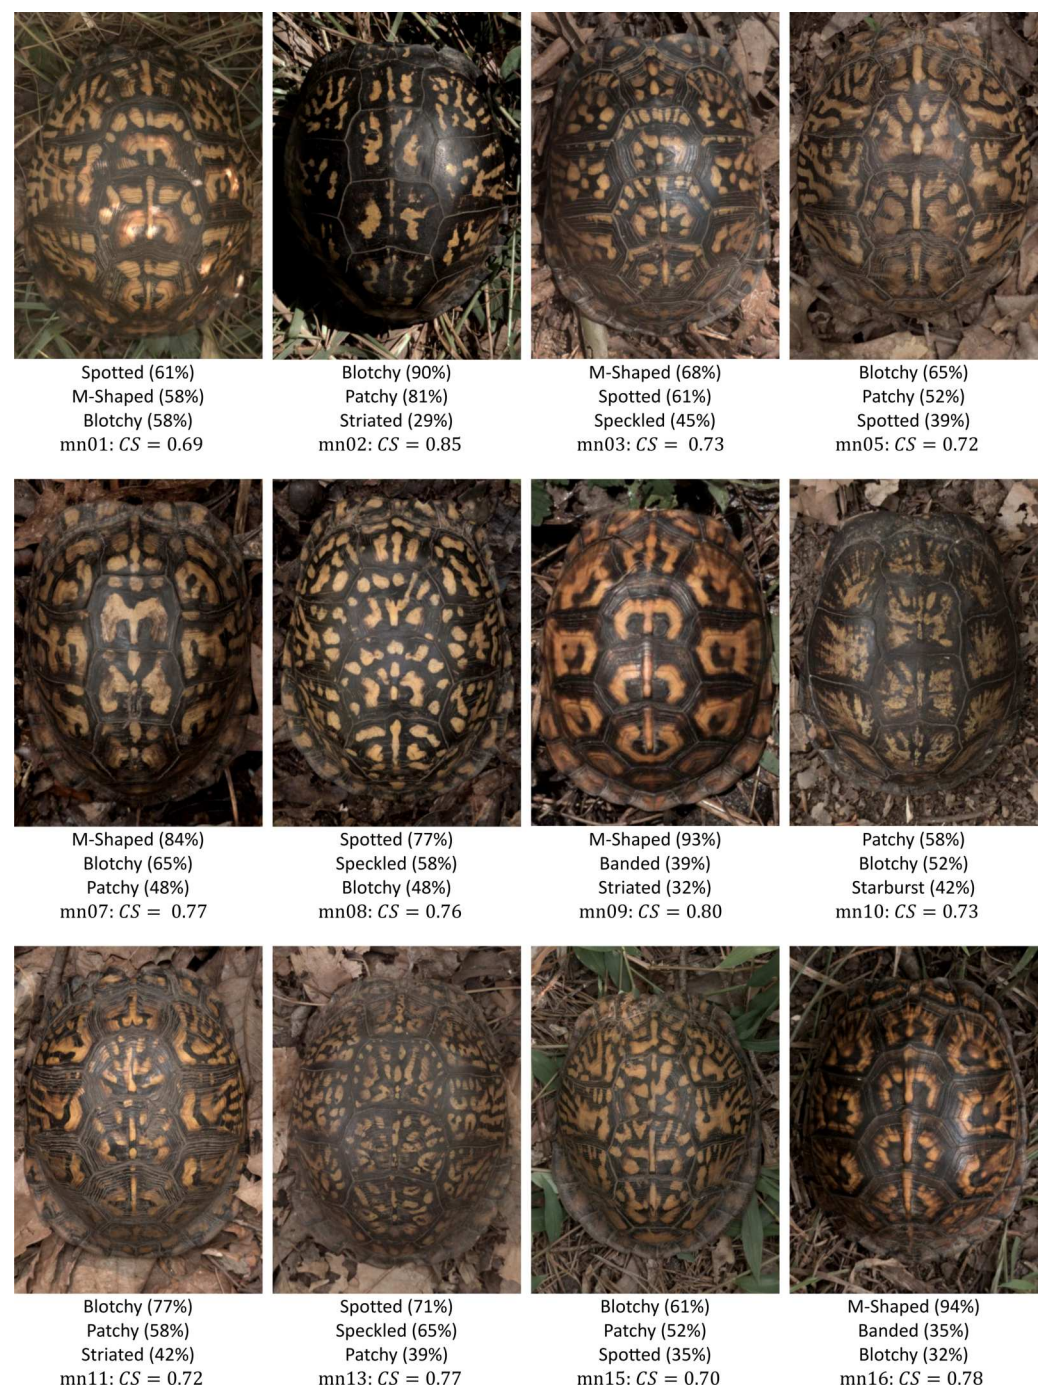 Spotted (61%)
M-Shaped (58%)
Blotchy (58%)
mn01: CS = 0.69
Blotchy (90%)
Patchy (81%)
Striated (29%)
mn02: CS = 0.85
M-Shaped (68%)
Spotted (61%)
Speckled (45%)
mn03: CS = 0.73
Blotchy (65%)
Patchy (52%)
Spotted (39%)
mn05: CS = 0.72
M-Shaped (84%)
Blotchy (65%)
Patchy (48%)
mn07: CS = 0.77
Spotted (77%)
Speckled (58%)
Blotchy (48%)
mn08: CS = 0.76
M-Shaped (93%)
Banded (39%)
Striated (32%)
mn09: CS = 0.80
Patchy (58%)
Blotchy (52%)
Starburst (42%)
mn10: CS = 0.73
Blotchy (77%)
Patchy (58%)
Striated (42%)
mn11: CS = 0.72
Spotted (71%)
Speckled (65%)
Patchy (39%)
mn13: CS = 0.77
Blotchy (61%)
Patchy (52%)
Spotted (35%)
mn15: CS = 0.70
M-Shaped (94%)
Banded (35%)
Blotchy (32%)
mn16: CS = 0.78